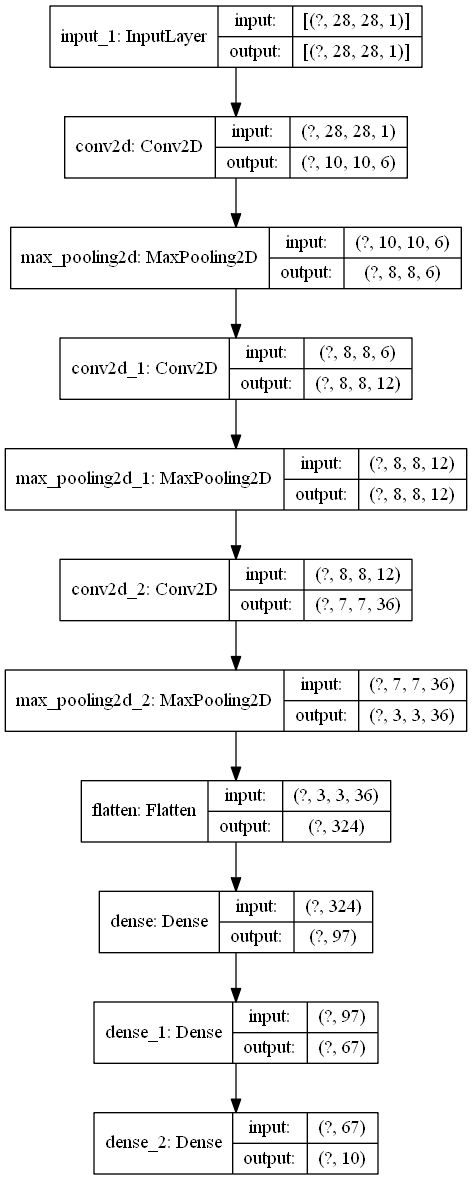 input_1: InputLayer
input: [(?, 28, 28, 1)]
output: [(?, 28, 28, 1)]
conv2d: Conv2D
input: (?, 28, 28, 1)
output: (?, 10, 10, 6)
max_pooling2d: MaxPooling2D
input: (?, 10, 10, 6)
output: (?, 8, 8, 6)
conv2d_1: Conv2D
input: (?, 8, 8, 6)
output: (?, 8, 8, 12)
max_pooling2d_1: MaxPooling2D
input: (?, 8, 8, 12)
output: (?, 8, 8, 12)
conv2d_2: Conv2D
input: (?, 8, 8, 12)
output: (?, 7, 7, 36)
max_pooling2d_2: MaxPooling2D
input: (?, 7, 7, 36)
output: (?, 3, 3, 36)
flatten: Flatten
input: (?, 3, 3, 36)
output: (?, 324)
dense: Dense
input: (?, 324)
output: (?, 97)
dense_1: Dense
input: (?, 97)
output: (?, 67)
dense_2: Dense
input: (?, 67)
output: (?, 10)